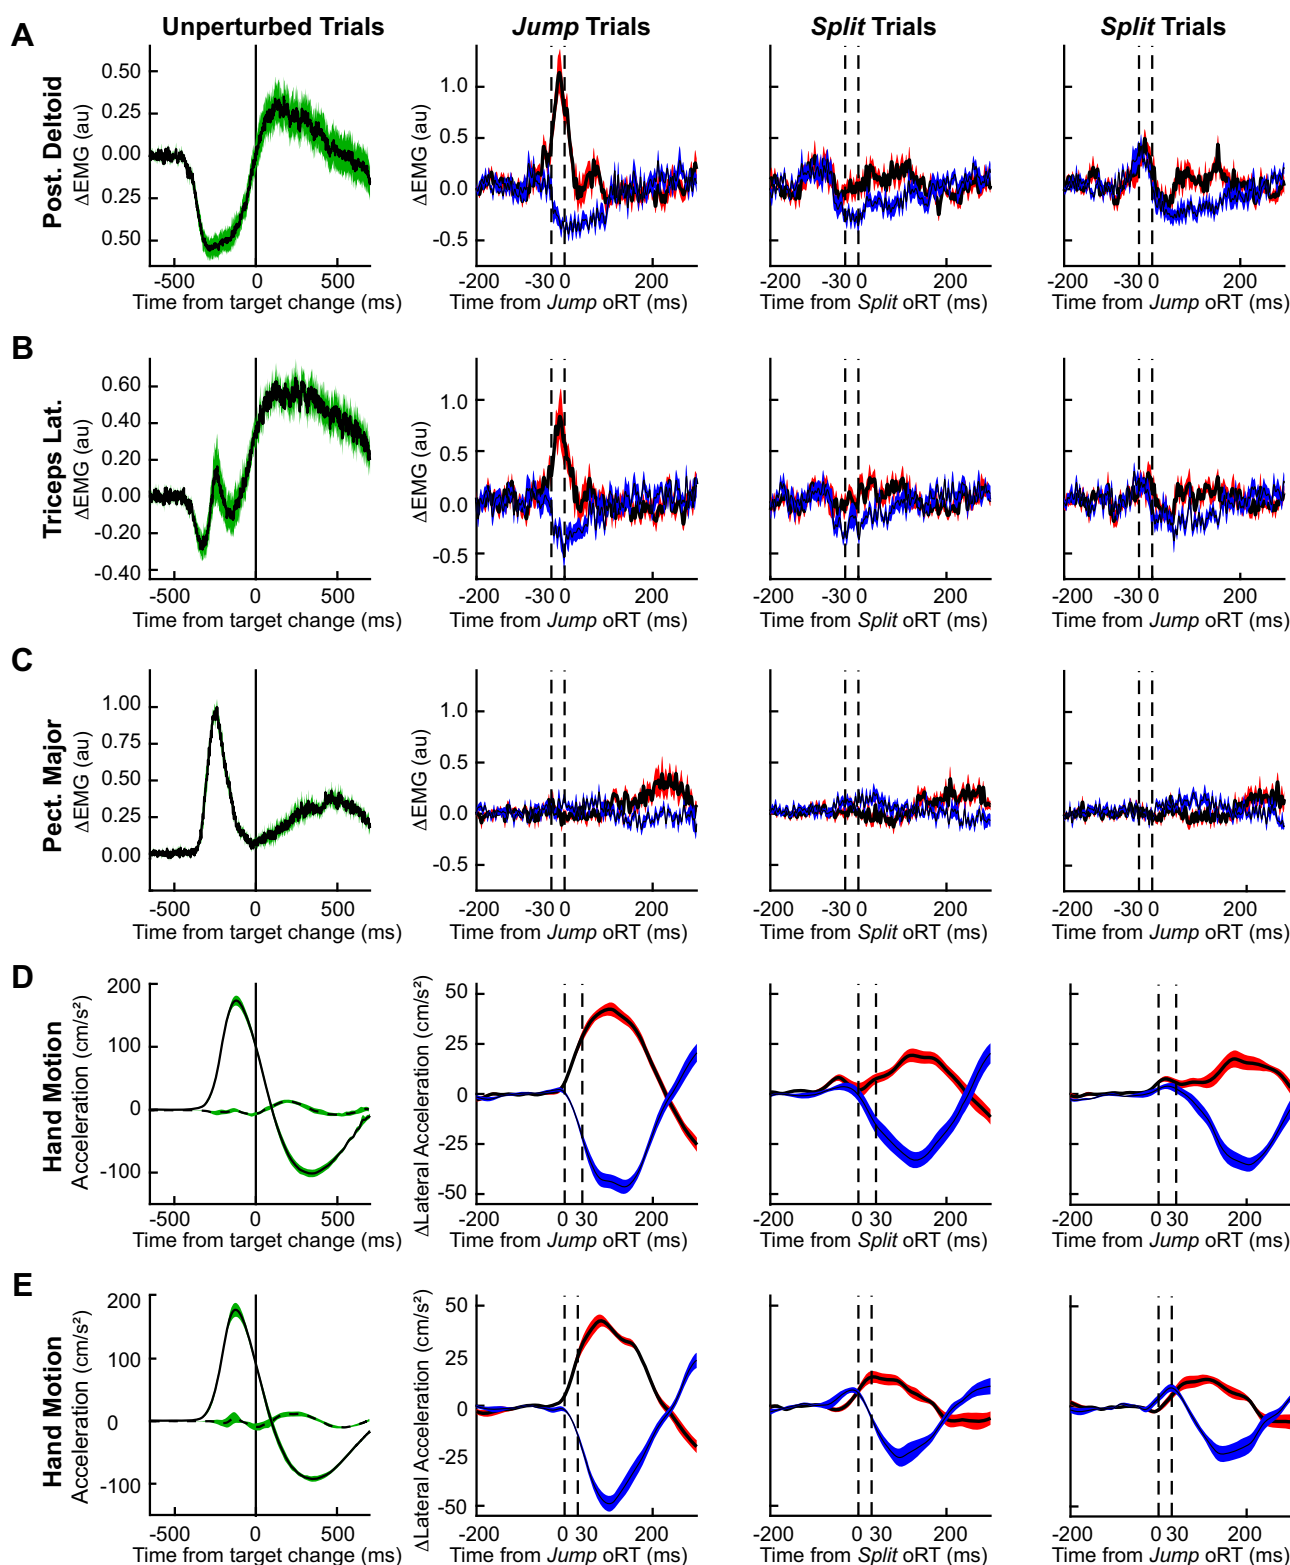 A
Unperturbed Trials
Jump Trials
Split Trials
Split Trials
Post. Deltoid
ΔEMG (au)
0.50
0.25
0.00
0.25
0.50
-500 0 500
Time from target change (ms)
ΔEMG (au)
1.0
0.5
0.0
-0.5
-200 -30 0 200
Time from Jump oRT (ms)
-200 -30 0 200
Time from Split oRT (ms)
-200 -30 0 200
Time from Jump oRT (ms)
B
Triceps Lat.
ΔEMG (au)
0.60
0.40
0.20
0.00
-0.20
-0.40
-500 0 500
Time from target change (ms)
ΔEMG (au)
1.0
0.5
0.0
-0.5
-200 -30 0 200
Time from Jump oRT (ms)
-200 -30 0 200
Time from Split oRT (ms)
-200 -30 0 200
Time from Jump oRT (ms)
C
Pect. Major
ΔEMG (au)
1.00
0.75
0.50
0.25
0.00
-500 0 500
Time from target change (ms)
ΔEMG (au)
1.0
0.5
0.0
-0.5
-200 -30 0 200
Time from Jump oRT (ms)
-200 -30 0 200
Time from Split oRT (ms)
-200 -30 0 200
Time from Jump oRT (ms)
D
Hand Motion
Acceleration (cm/s²)
200
100
0
-100
-500 0 500
Time from target change (ms)
ΔLateral Acceleration (cm/s²)
50
25
0
-25
-50
-200 0 30 200
Time from Jump oRT (ms)
-200 0 30 200
Time from Split oRT (ms)
-200 0 30 200
Time from Jump oRT (ms)
E
Hand Motion
Acceleration (cm/s²)
200
100
0
-100
-500 0 500
Time from target change (ms)
ΔLateral Acceleration (cm/s²)
50
25
0
-25
-50
-200 0 30 200
Time from Jump oRT (ms)
-200 0 30 200
Time from Split oRT (ms)
-200 0 30 200
Time from Jump oRT (ms)